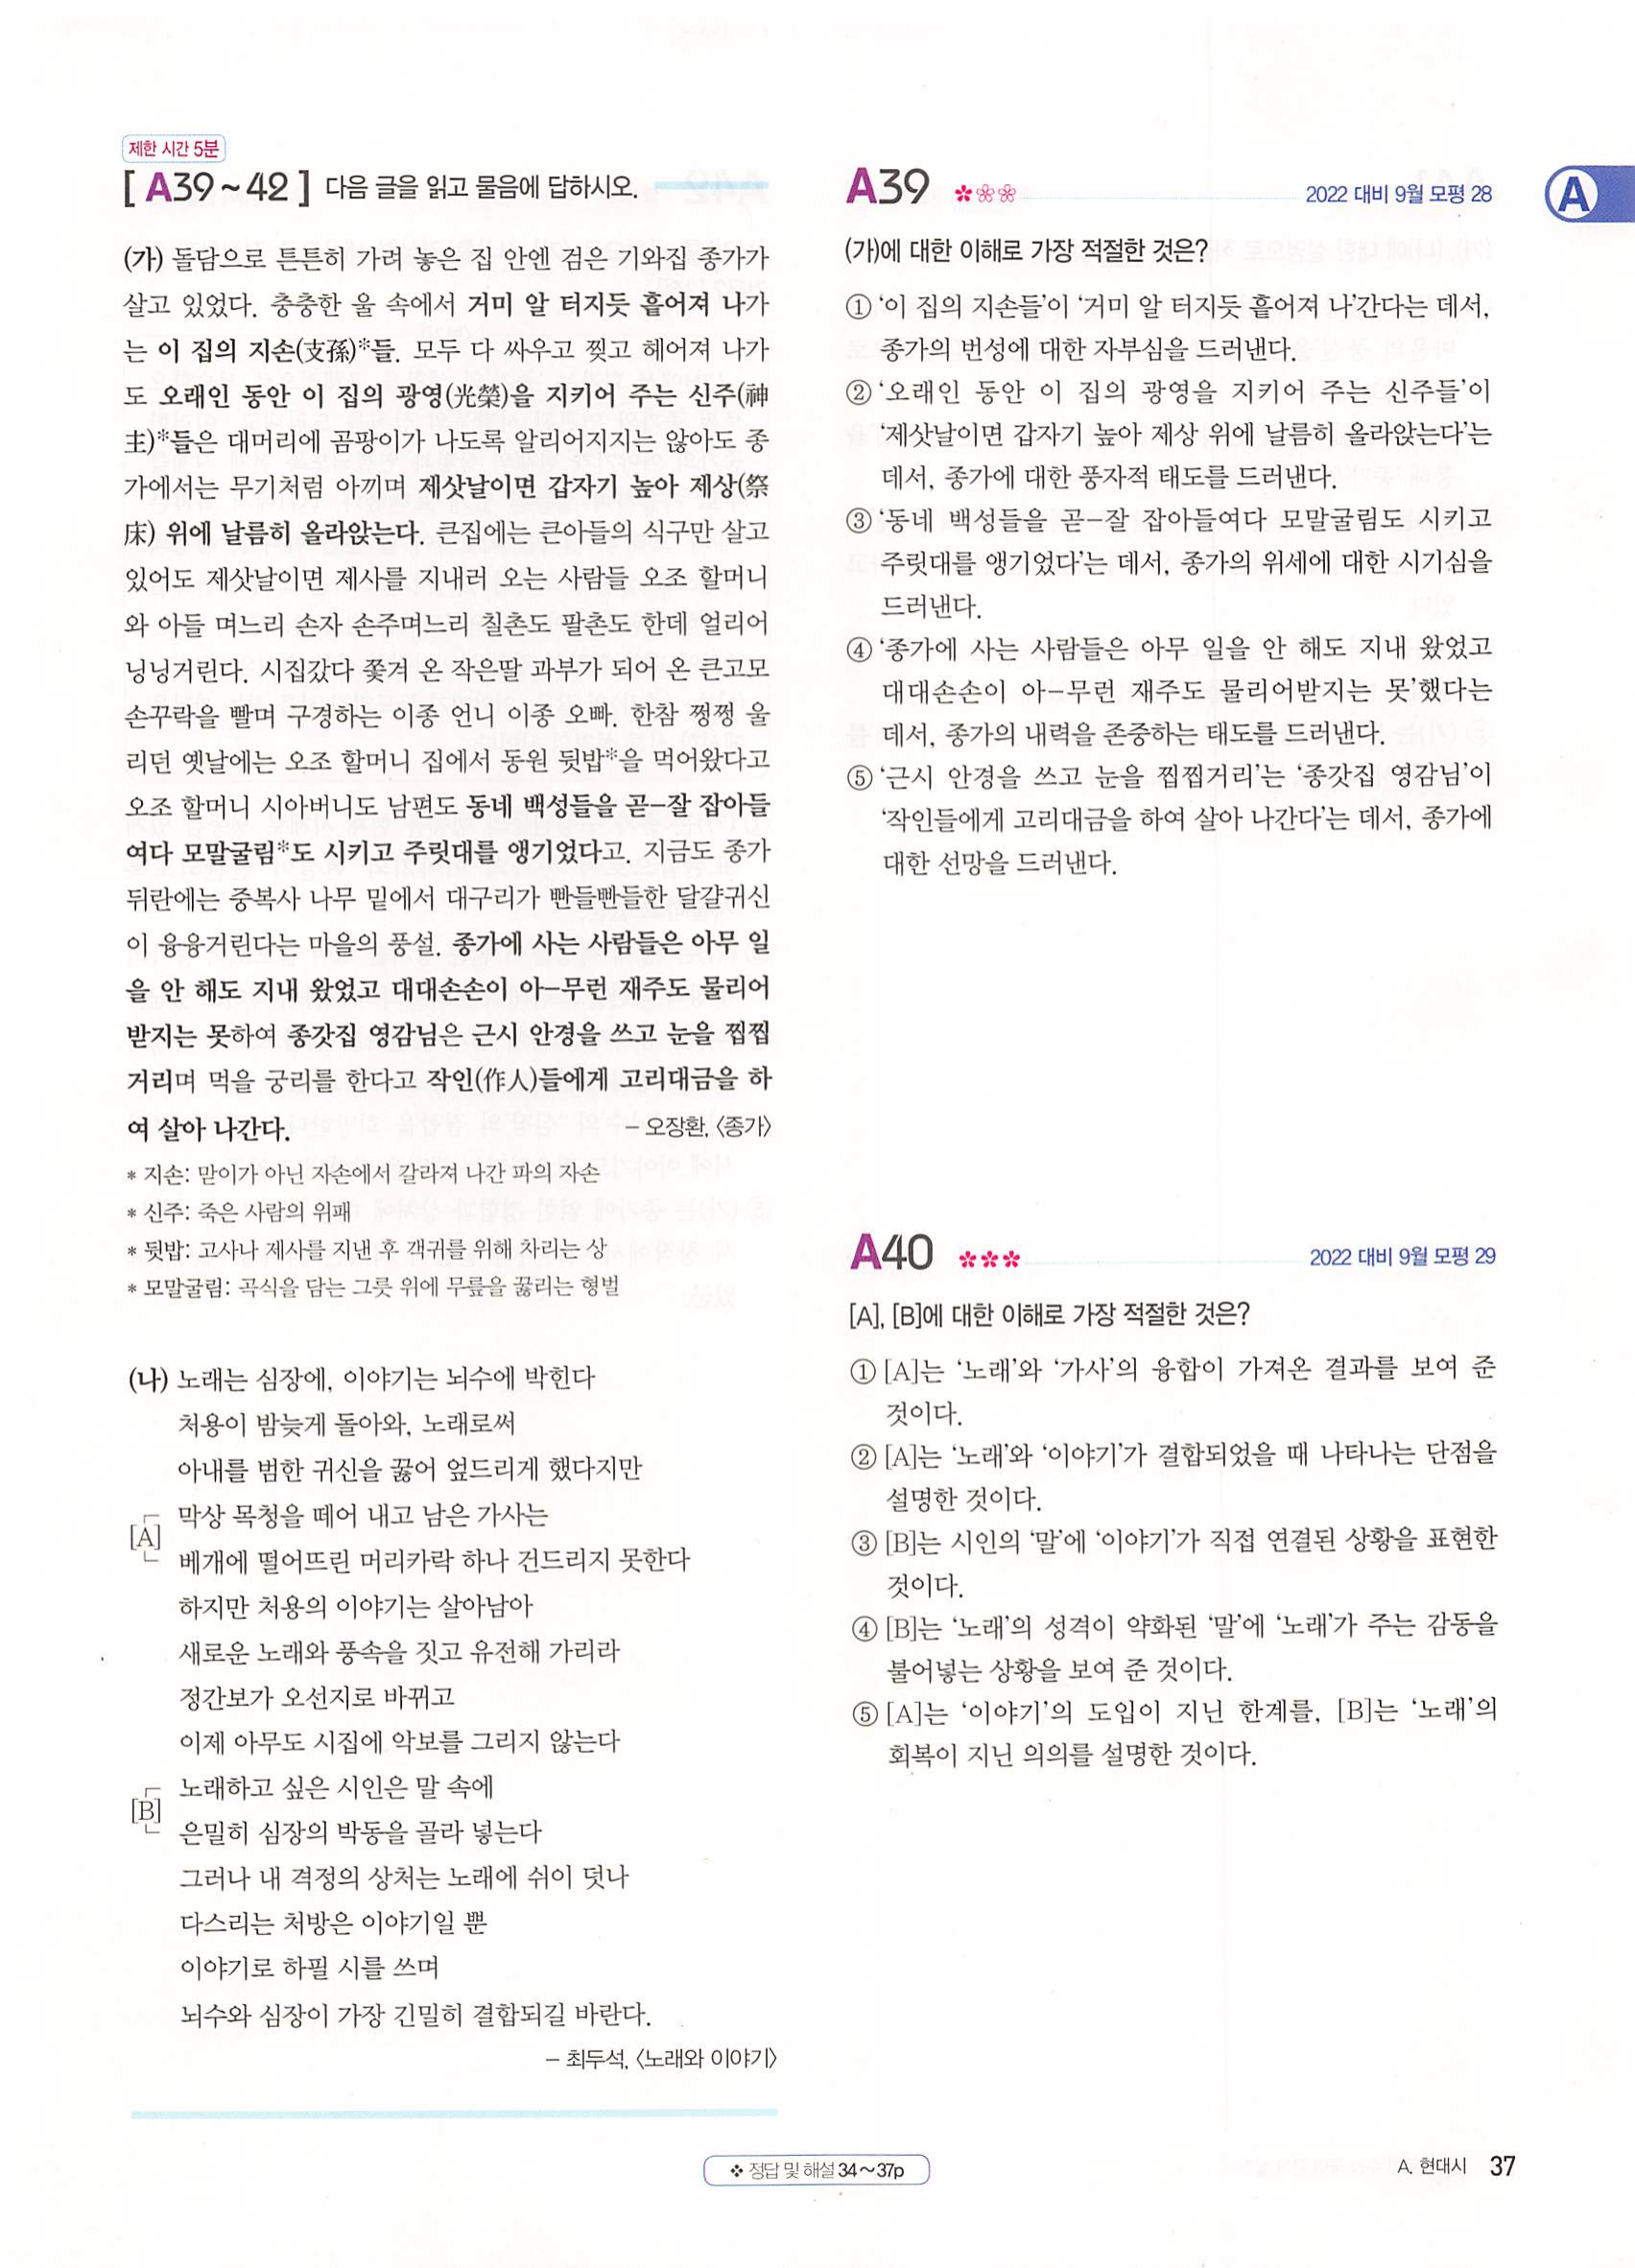 제한 시간 5분
[ A39~42 ] 다음 글을 읽고 물음에 답하시오.
(가) 돌담으로 튼튼히 가려 놓은 집 안엔 검은 기와집 종가가
살고 있었다. 충충한 울 속에서 거미 알 터지듯 흩어져 나가
는 이 집의 지손(支孫)*들. 모두 다 싸우고 찢고 헤어져 나가
도 오래인 동안 이 집의 광영(光榮)을 지키어 주는 신주(神
主)*들은 대머리에 곰팡이가 나도록 알리어지지는 않아도 종
가에서는 무기처럼 아끼며 제삿날이면 갑자기 높아 제상(祭
床) 위에 날름히 올라앉는다. 큰집에는 큰아들의 식구만 살고
있어도 제삿날이면 제사를 지내러 오는 사람들 오조 할머니
와 아들 며느리 손자 손주며느리 칠촌도 팔촌도 한데 얼리어
닝닝거린다. 시집갔다 쫓겨 온 작은딸 과부가 되어 온 큰고모
손꾸락을 빨며 구경하는 이종 언니 이종 오빠. 한참 쩡쩡 울
리던 옛날에는 오조 할머니 집에서 동원 뒷밥*을 먹어왔다고
오조 할머니 시아버니도 남편도 동네 백성들을 곧-잘 잡아들
여다 모말굴림*도 시키고 주릿대를 앵기었다고. 지금도 종가
뒤란에는 중복사 나무 밑에서 대구리가 빤들빤들한 달걀귀신
이 융융거린다는 마을의 풍설. 종가에 사는 사람들은 아무 일
을 안 해도 지내 왔었고 대대손손이 아-무런 재주도 물리어
받지는 못하여 종갓집 영감님은 근시 안경을 쓰고 눈을 찝찝
거리며 먹을 궁리를 한다고 작인(作人)들에게 고리대금을 하
여 살아 나간다.
- 오장환, 〈종가〉
* 지손: 맏이가 아닌 자손에서 갈라져 나간 파의 자손
* 신주: 죽은 사람의 위패
* 뒷밥: 고사나 제사를 지낸 후 객귀를 위해 차리는 상
* 모말굴림: 곡식을 담는 그릇 위에 무릎을 꿇리는 형벌
(나) 노래는 심장에, 이야기는 뇌수에 박힌다
처용이 밤늦게 돌아와, 노래로써
아내를 범한 귀신을 꿇어 엎드리게 했다지만
[A]
막상 목청을 떼어 내고 남은 가사는
베개에 떨어뜨린 머리카락 하나 건드리지 못한다
하지만 처용의 이야기는 살아남아
새로운 노래와 풍속을 짓고 유전해 가리라
정간보가 오선지로 바뀌고
이제 아무도 시집에 악보를 그리지 않는다
[B]
노래하고 싶은 시인은 말 속에
은밀히 심장의 박동을 골라 넣는다
그러나 내 격정의 상처는 노래에 쉬이 덧나
다스리는 처방은 이야기일 뿐
이야기로 하필 시를 쓰며
뇌수와 심장이 가장 긴밀히 결합되길 바란다.
- 최두석, 〈노래와 이야기〉
A39
2022 대비 9월 모평 28
(가)에 대한 이해로 가장 적절한 것은?
① ‘이 집의 지손들’이 ‘거미 알 터지듯 흩어져 나’간다는 데서,
종가의 번성에 대한 자부심을 드러낸다.
② ‘오래인 동안 이 집의 광영을 지키어 주는 신주들’이
‘제삿날이면 갑자기 높아 제상 위에 날름히 올라앉는다’는
데서, 종가에 대한 풍자적 태도를 드러낸다.
③ ‘동네 백성들을 곧-잘 잡아들여다 모말굴림도 시키고
주릿대를 앵기었다’는 데서, 종가의 위세에 대한 시기심을
드러낸다.
④ ‘종가에 사는 사람들은 아무 일을 안 해도 지내 왔었고
대대손손이 아-무런 재주도 물리어받지는 못’했다는
데서, 종가의 내력을 존중하는 태도를 드러낸다.
⑤ ‘근시 안경을 쓰고 눈을 찝찝거리’는 ‘종갓집 영감님’이
‘작인들에게 고리대금을 하여 살아 나간다’는 데서, 종가에
대한 선망을 드러낸다.
A40
2022 대비 9월 모평 29
[A], [B]에 대한 이해로 가장 적절한 것은?
① [A]는 ‘노래’와 ‘가사’의 융합이 가져온 결과를 보여 준
것이다.
② [A]는 ‘노래’와 ‘이야기’가 결합되었을 때 나타나는 단점을
설명한 것이다.
③ [B]는 시인의 ‘말’에 ‘이야기’가 직접 연결된 상황을 표현한
것이다.
④ [B]는 ‘노래’의 성격이 약화된 ‘말’에 ‘노래’가 주는 감동을
불어넣는 상황을 보여 준 것이다.
⑤ [A]는 ‘이야기’의 도입이 지닌 한계를, [B]는 ‘노래’의
회복이 지닌 의의를 설명한 것이다.
A
❖ 정답 및 해설 34~37p
A. 현대시 37